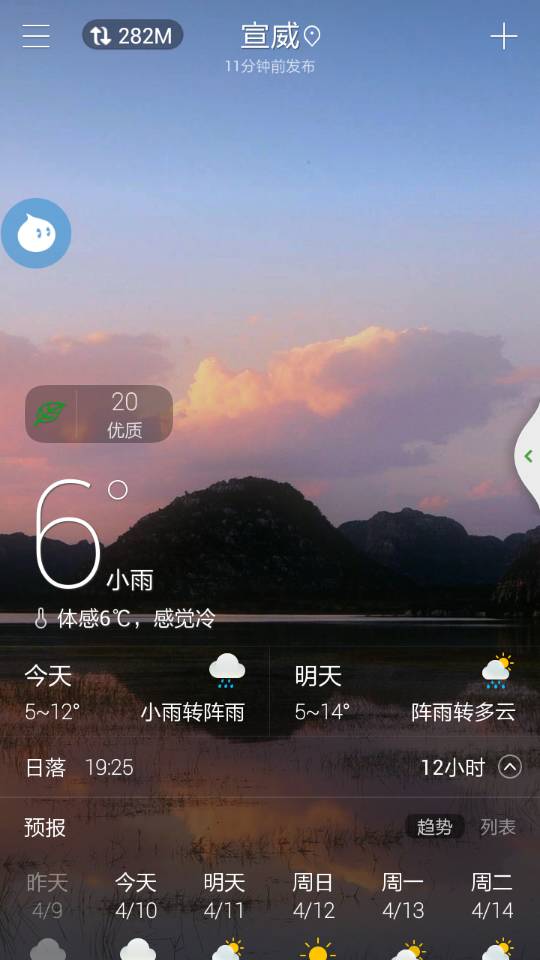 282M
宣威
11分钟前发布
20
优质
6°
小雨
体感6℃，感觉冷
今天
5~12° 小雨转阵雨
明天
5~14° 阵雨转多云
日落 19:25 12小时
预报 趋势 列表
昨天 今天 明天 周日 周一 周二
4/9 4/10 4/11 4/12 4/13 4/14